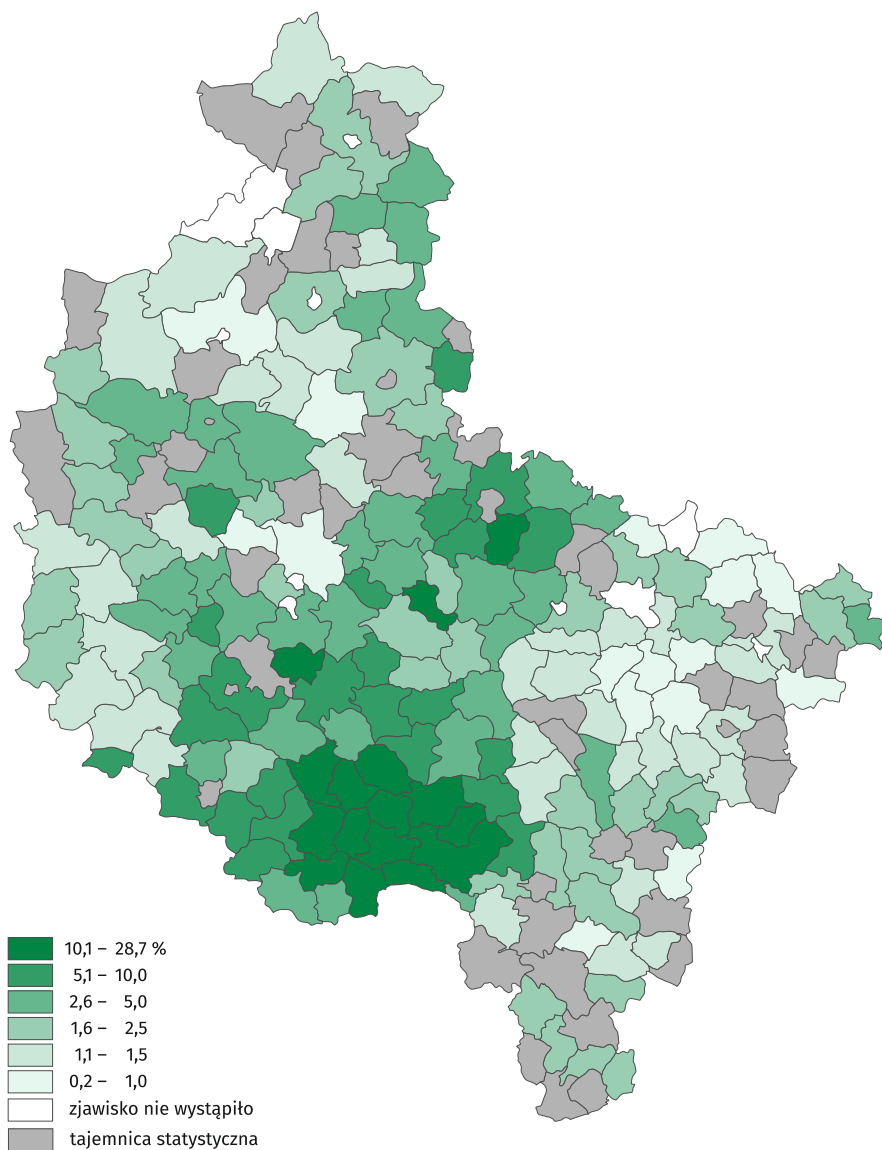 10,1 – 28,7 %
5,1 – 10,0
2,6 – 5,0
1,6 – 2,5
1,1 – 1,5
0,2 – 1,0
zjawisko nie wystąpiło
tajemnica statystyczna